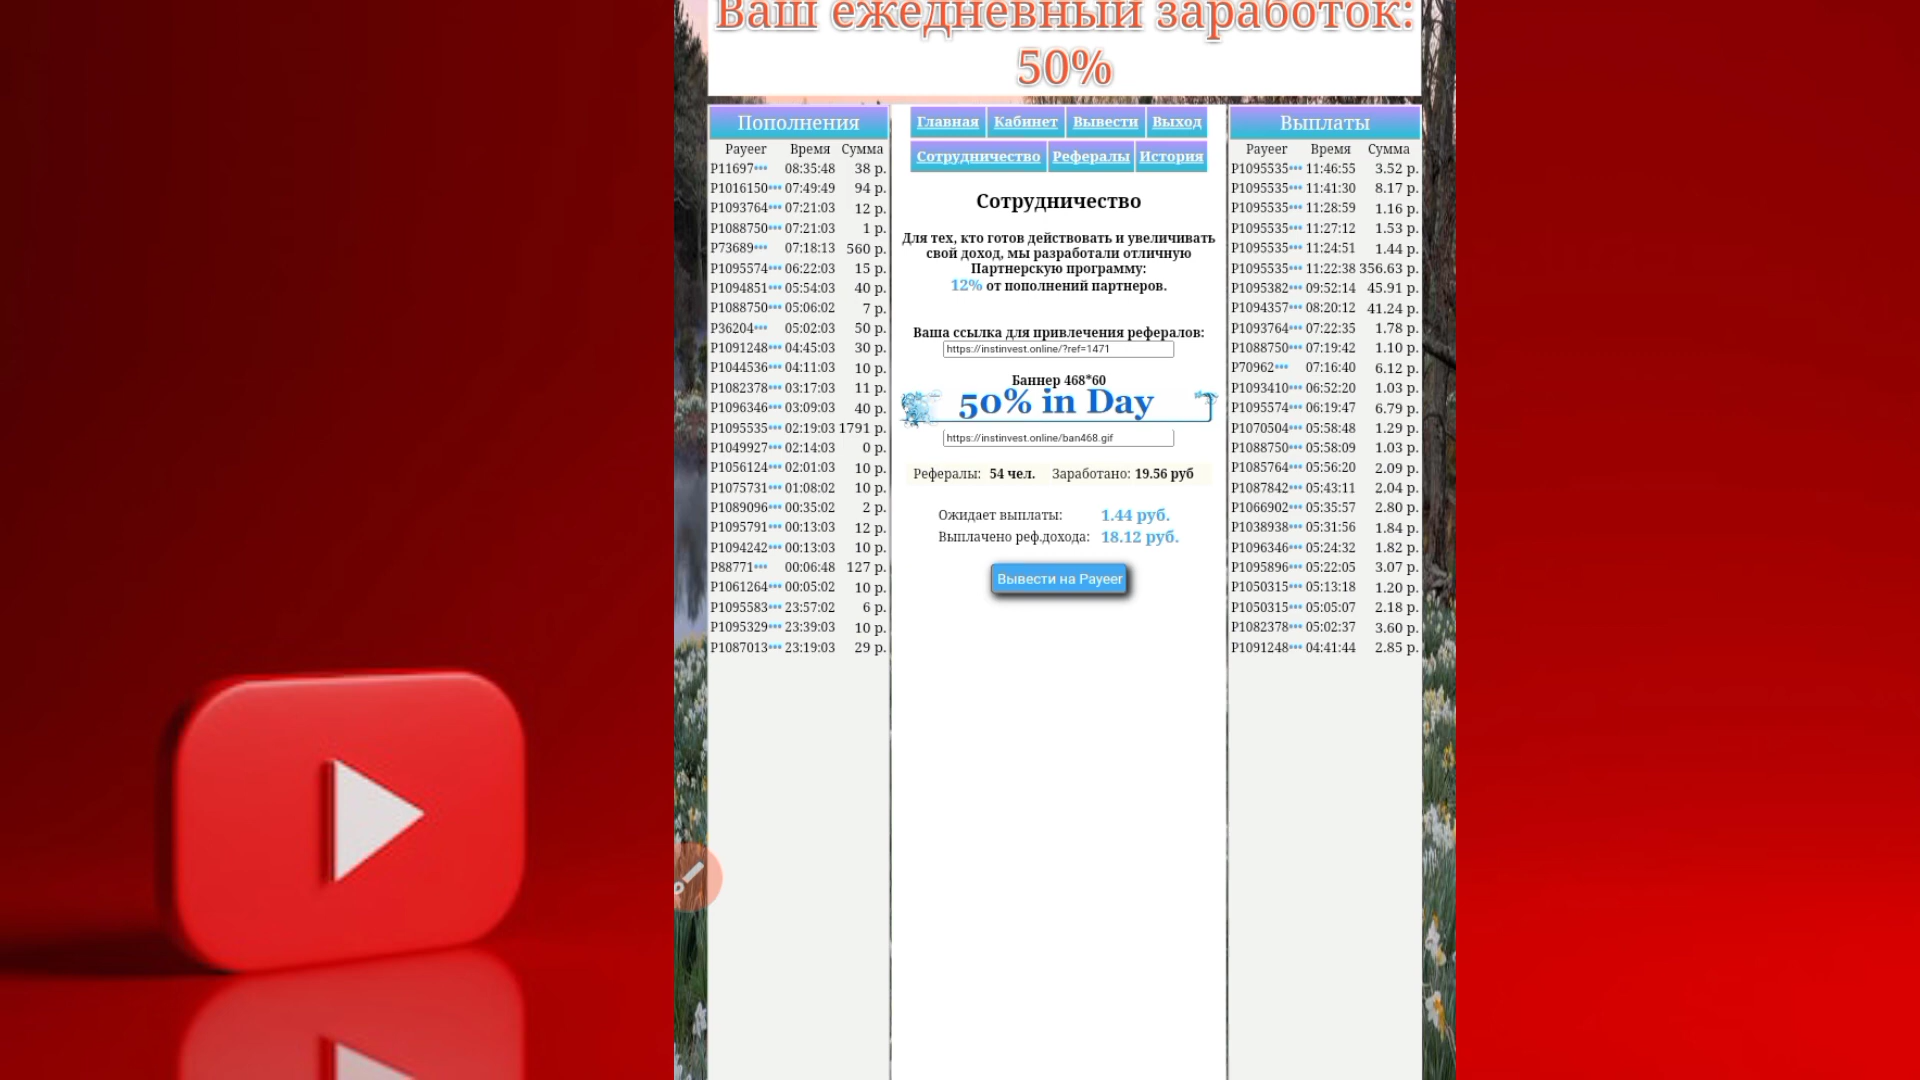 Ваш ежедневный заработок:
50%
Пополнения
Payeer Время Сумма
P11697*** 08:35:48 38 р.
P1016150*** 07:49:49 94 р.
P1093764*** 07:21:03 12 р.
P1088750*** 07:21:03 1 р.
P73689*** 07:18:13 560 р.
P1095574*** 06:22:03 15 р.
P1094851*** 05:54:03 40 р.
P1088750*** 05:06:02 7 р.
P36204*** 05:02:03 50 р.
P1091248*** 04:45:03 30 р.
P1044536*** 04:11:03 10 р.
P1082378*** 03:17:03 11 р.
P1096346*** 03:09:03 40 р.
P1095535*** 02:19:03 1791 р.
P1049927*** 02:14:03 0 р.
P1056124*** 02:01:03 10 р.
P1075731*** 01:08:02 10 р.
P1089096*** 00:35:02 2 р.
P1095791*** 00:13:03 12 р.
P1094242*** 00:13:03 10 р.
P88771*** 00:06:48 127 р.
P1061264*** 00:05:02 10 р.
P1095583*** 23:57:02 6 р.
P1095329*** 23:39:03 10 р.
P1087013*** 23:19:03 29 р.
Главная Кабинет Вывести Выход
Сотрудничество Рефералы История
Сотрудничество
Для тех, кто готов действовать и увеличивать
свой доход, мы разработали отличную
Партнерскую программу:
12% от пополнений партнеров.
Ваша ссылка для привлечения рефералов:
https://instinvest.online/?ref=1471
Баннер 468*60
50% in Day
https://instinvest.online/ban468.gif
Рефералы: 54 чел. Заработано: 19.56 руб
Ожидает выплаты: 1.44 руб.
Выплачено реф.дохода: 18.12 руб.
Вывести на Payeer
Выплаты
Payeer Время Сумма
P1095535*** 11:46:55 3.52 р.
P1095535*** 11:41:30 8.17 р.
P1095535*** 11:28:59 1.16 р.
P1095535*** 11:27:12 1.53 р.
P1095535*** 11:24:51 1.44 р.
P1095535*** 11:22:38 356.63 р.
P1095382*** 09:52:14 45.91 р.
P1094357*** 08:20:12 41.24 р.
P1093764*** 07:22:35 1.78 р.
P1088750*** 07:19:42 1.10 р.
P70962*** 07:16:40 6.12 р.
P1093410*** 06:52:20 1.03 р.
P1095574*** 06:19:47 6.79 р.
P1070504*** 05:58:48 1.29 р.
P1088750*** 05:58:09 1.03 р.
P1085764*** 05:56:20 2.09 р.
P1087842*** 05:43:11 2.04 р.
P1066902*** 05:35:57 2.80 р.
P1038938*** 05:31:56 1.84 р.
P1096346*** 05:24:32 1.82 р.
P1095896*** 05:22:05 3.07 р.
P1050315*** 05:13:18 1.20 р.
P1050315*** 05:05:07 2.18 р.
P1082378*** 05:02:37 3.60 р.
P1091248*** 04:41:44 2.85 р.